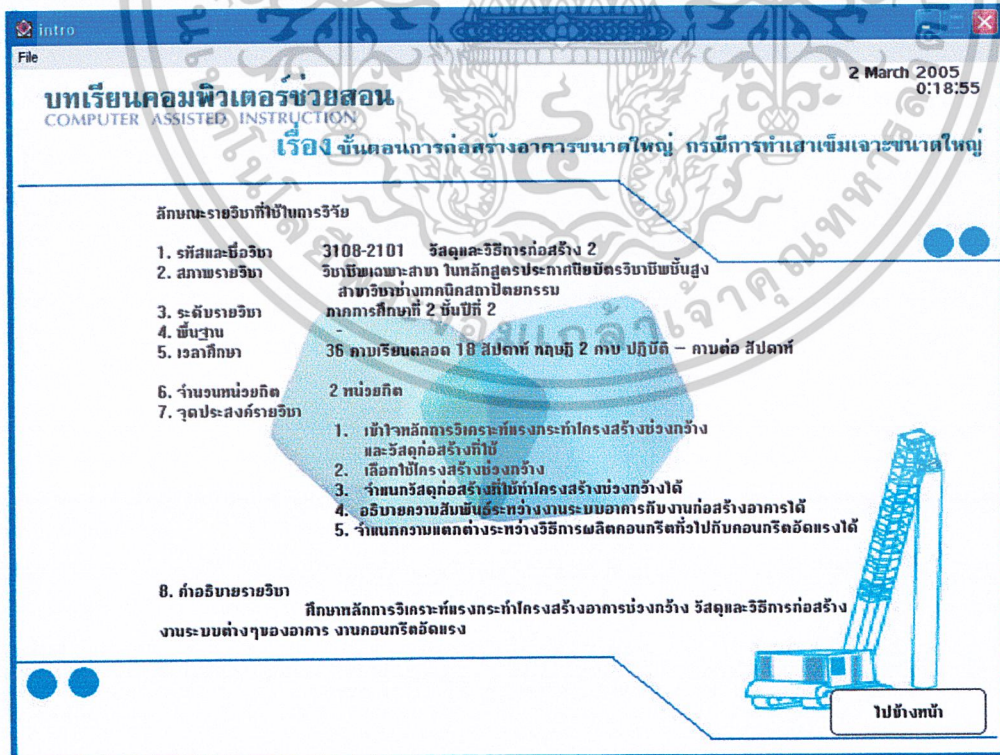 intro
File
2 March 2005
0:18:55
บทเรียนคอมพิวเตอร์ช่วยสอน
COMPUTER ASSISTED INSTRUCTION
เรื่อง ขั้นตอนการก่อสร้างอาคารขนาดใหญ่ กรณีการทำเสาเข็มเจาะขนาดใหญ่
ลักษณะรายวิชาที่ใช้ในการวิจัย
1. รหัสและชื่อวิชา 3108-2101 วัสดุและวิธีการก่อสร้าง 2
2. สภาพรายวิชา วิชาชีพเฉพาะสาขา ในหลักสูตรประกาศนียบัตรวิชาชีพชั้นสูง
สาขาวิชาช่างเทคนิคสถาปัตยกรรม
3. ระดับรายวิชา ภาคการศึกษาที่ 2 ชั้นปีที่ 2
4. พื้นฐาน -
5. เวลาศึกษา 36 คาบเรียนตลอด 18 สัปดาห์ ทฤษฎี 2 คาบ ปฏิบัติ – คาบต่อ สัปดาห์
6. จำนวนหน่วยกิต 2 หน่วยกิต
7. จุดประสงค์รายวิชา
1. เข้าใจหลักการวิเคราะห์แรงกระทำโครงสร้างช่วงกว้าง
และวัสดุก่อสร้างที่ใช้
2. เลือกใช้โครงสร้างช่วงกว้าง
3. จำแนกวัสดุก่อสร้างที่ใช้ทำโครงสร้างช่วงกว้างได้
4. อธิบายความสัมพันธ์ระหว่างงานระบบอาคารกับงานก่อสร้างอาคารได้
5. จำแนกความแตกต่างระหว่างวิธีการผลิตคอนกรีตทั่วไปกับคอนกรีตอัดแรงได้
8. คำอธิบายรายวิชา
ศึกษาหลักการวิเคราะห์แรงกระทำโครงสร้างอาคารช่วงกว้าง วัสดุและวิธีการก่อสร้าง
งานระบบต่างๆของอาคาร งานคอนกรีตอัดแรง
ไปข้างหน้า